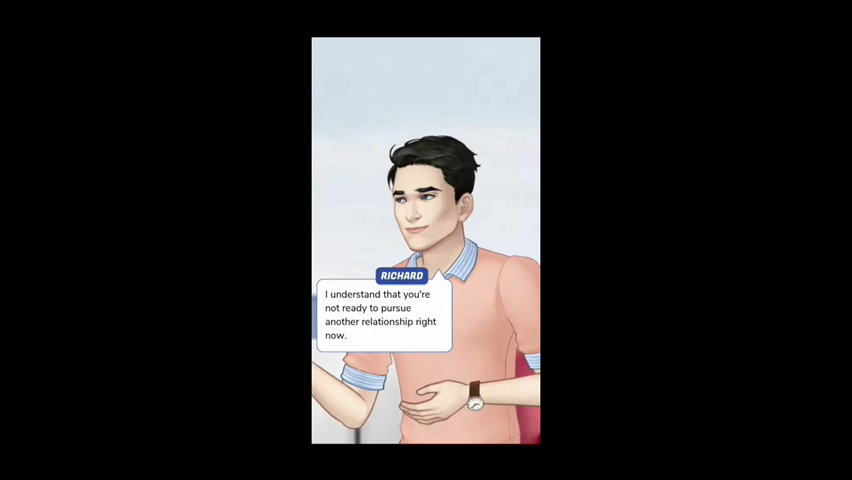 RICHARD
I understand that you're
not ready to pursue
another relationship right
now.